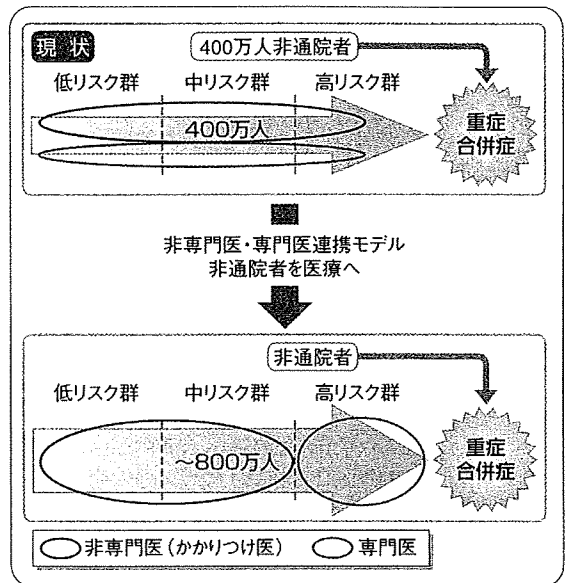 現状
400万人非通院者
低リスク群 中リスク群 高リスク群
400万人
重症
合併症
非専門医・専門医連携モデル
非通院者を医療へ
非通院者
低リスク群 中リスク群 高リスク群
～800万人
重症
合併症
非専門医(かかりつけ医) 専門医